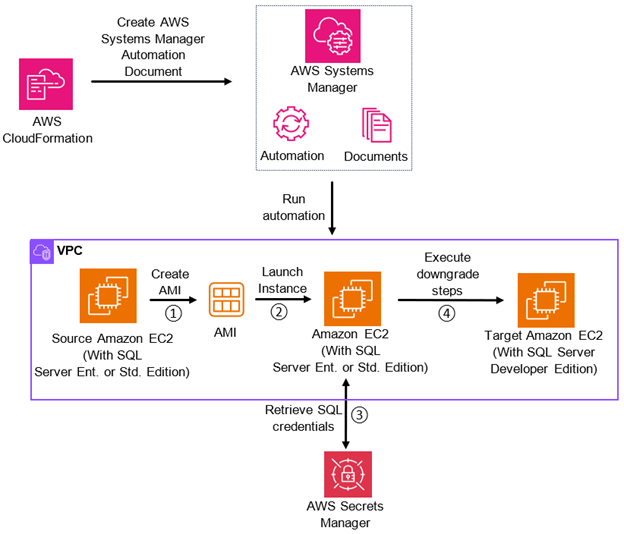 Create AWS
Systems Manager
Automation
Document
AWS
CloudFormation
AWS Systems
Manager
Automation
Documents
Run
automation
VPC
Create
AMI
①
Launch
Instance
②
Execute
downgrade
steps
④
Source Amazon EC2
(With SQL
Server Ent. or Std. Edition)
AMI
Amazon EC2
(With SQL
Server Ent. or Std. Edition)
Target Amazon EC2
(With SQL Server
Developer Edition)
Retrieve SQL ③
credentials
AWS Secrets
Manager